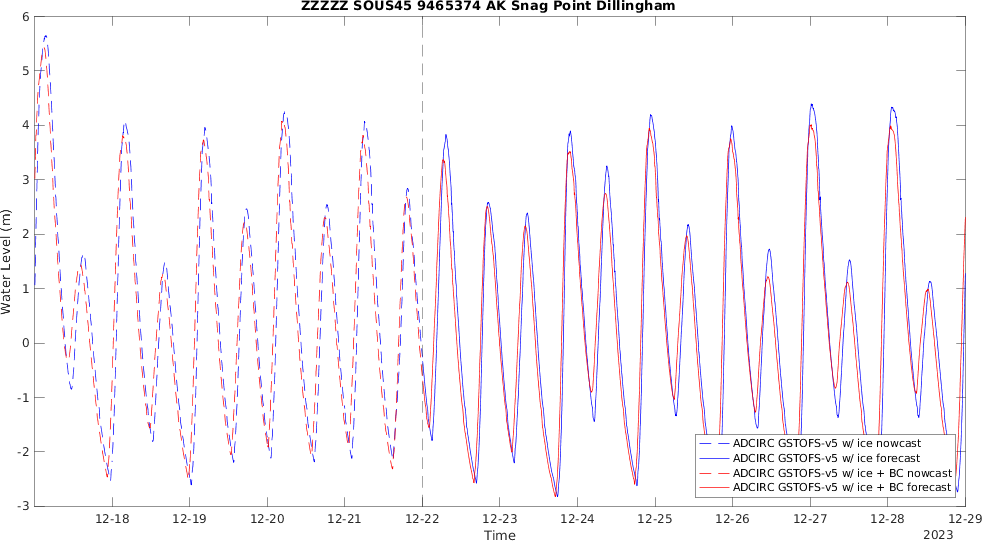 ZZZZZ SOUS45 9465374 AK Snag Point Dillingham
6
5
4
3
2
1
0
-1
-2
-3
Water Level (m)
ADCIRC GSTOFS-v5 w/ ice nowcast
ADCIRC GSTOFS-v5 w/ ice forecast
ADCIRC GSTOFS-v5 w/ ice + BC nowcast
ADCIRC GSTOFS-v5 w/ ice + BC forecast
12-18 12-19 12-20 12-21 12-22 12-23 12-24 12-25 12-26 12-27 12-28 12-29
Time
2023